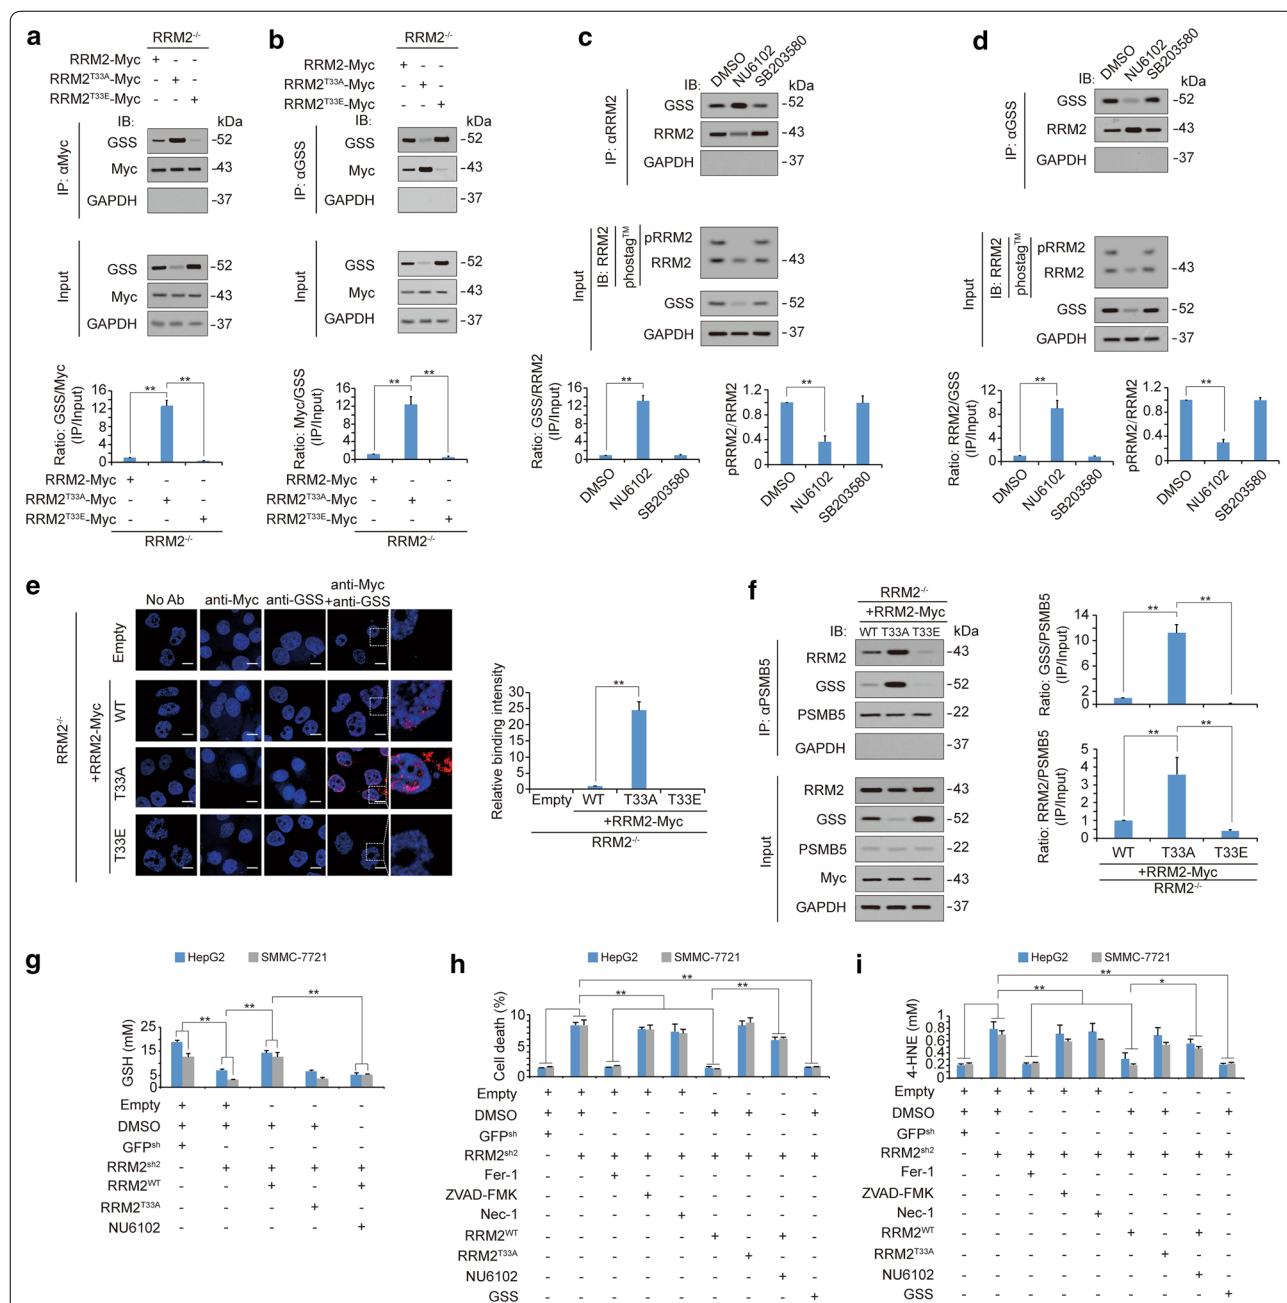 a
RRM2-/-
RRM2-Myc + - -
RRM2T33A-Myc - + -
RRM2T33E-Myc - - +
IB: kDa
IP: αMyc
GSS -52
Myc -43
GAPDH -37
Input
GSS -52
Myc -43
GAPDH -37
Ratio: GSS/Myc (IP/Input)
16
12
8
4
0
** **
RRM2-Myc + - -
RRM2T33A-Myc - + -
RRM2T33E-Myc - - +
RRM2-/-
b
RRM2-/-
RRM2-Myc + - -
RRM2T33A-Myc - + -
RRM2T33E-Myc - - +
IB: kDa
IP: αGSS
GSS -52
Myc -43
GAPDH -37
Input
GSS -52
Myc -43
GAPDH -37
Ratio: Myc/GSS (IP/Input)
16
12
8
4
0
** **
RRM2-Myc + - -
RRM2T33A-Myc - + -
RRM2T33E-Myc - - +
RRM2-/-
c
IB: DMSO NU6102 SB203580 kDa
IP: αRRM2
GSS -52
RRM2 -43
GAPDH -37
Input
IB: RRM2
phostagTM
pRRM2
RRM2 -43
GSS -52
GAPDH -37
Ratio: GSS/RRM2 (IP/Input)
16
12
8
4
0
**
DMSO NU6102 SB203580
pRRM2/RRM2
1.2
0.8
0.4
0
**
DMSO NU6102 SB203580
d
IB: DMSO NU6102 SB203580 kDa
IP: αGSS
GSS -52
RRM2 -43
GAPDH -37
Input
IB: RRM2
phostagTM
pRRM2
RRM2 -43
GSS -52
GAPDH -37
Ratio: RRM2/GSS (IP/Input)
12
10
8
6
4
2
0
**
DMSO NU6102 SB203580
pRRM2/RRM2
1.2
0.8
0.4
0
**
DMSO NU6102 SB203580
e
No Ab anti-Myc anti-GSS anti-Myc +anti-GSS
RRM2-/-
+RRM2-Myc
Empty
WT
T33A
T33E
Relative binding intensity
30
25
20
15
10
5
0
**
Empty WT T33A T33E
+RRM2-Myc
RRM2-/-
f
RRM2-/-
+RRM2-Myc
IB: WT T33A T33E kDa
IP: αPSMB5
RRM2 -43
GSS -52
PSMB5 -22
GAPDH -37
Input
RRM2 -43
GSS -52
PSMB5 -22
Myc -43
GAPDH -37
Ratio: GSS/PSMB5 (IP/Input)
15
10
5
0
** **
Ratio: RRM2/PSMB5 (IP/Input)
5
4
3
2
1
0
** **
WT T33A T33E
+RRM2-Myc
RRM2-/-
g
HepG2 SMMC-7721
GSH (mM)
25
15
5
0
** ** **
Empty + + - - -
DMSO + + + + -
GFPsh + - - - -
RRM2sh2 - + + + +
RRM2WT - - + - +
RRM2T33A - - - + -
NU6102 - - - - +
h
HepG2 SMMC-7721
Cell death (%)
10
8
6
4
2
0
** ** **
Empty + + + + + - - - -
DMSO + + - - - + + - +
GFPsh + - - - - - - - -
RRM2sh2 - + + + + + + + +
Fer-1 - - + - - - - - -
ZVAD-FMK - - - + - - - - -
Nec-1 - - - - + - - - -
RRM2WT - - - - - + - + -
RRM2T33A - - - - - - + - -
NU6102 - - - - - - - + -
GSS - - - - - - - - +
i
HepG2 SMMC-7721
4-HNE (mM)
1
0.8
0.6
0.4
0.2
0
** ** *
Empty + + + + + - - - -
DMSO + + - - - + + - +
GFPsh + - - - - - - - -
RRM2sh2 - + + + + + + + +
Fer-1 - - + - - - - - -
ZVAD-FMK - - - + - - - - -
Nec-1 - - - - + - - - -
RRM2WT - - - - - + - + -
RRM2T33A - - - - - - + - -
NU6102 - - - - - - - + -
GSS - - - - - - - - +